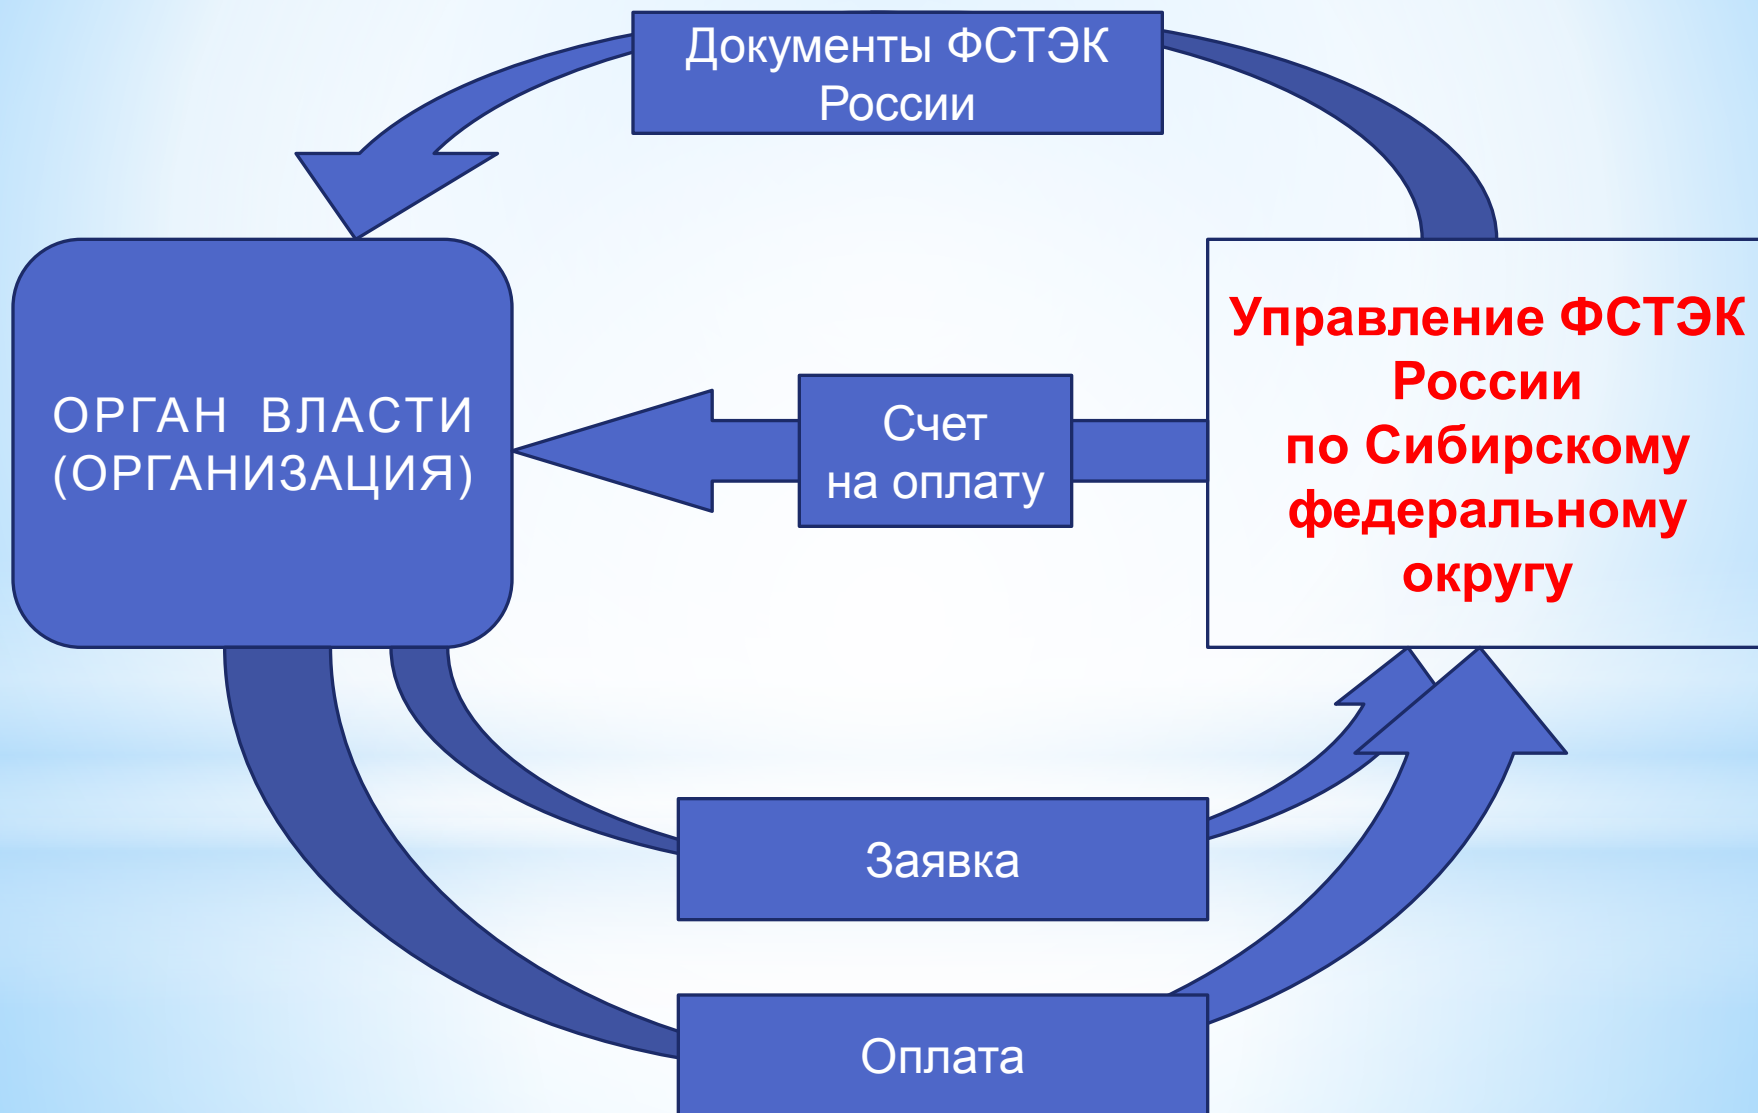 Документы ФСТЭК
России
ОРГАН ВЛАСТИ
(ОРГАНИЗАЦИЯ)
Счет
на оплату
Управление ФСТЭК
России
по Сибирскому
федеральному
округу
Заявка
Оплата